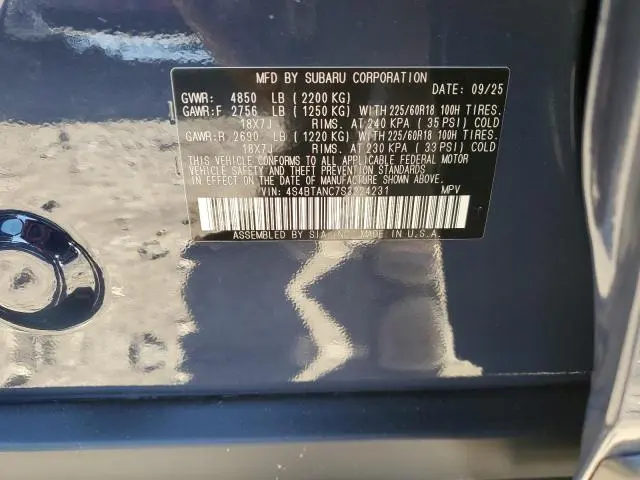 MFD BY SUBARU CORPORATION
DATE: 09/25
GVWR: 4850 LB (2200 KG)
GAWR:F 2756 LB (1250 KG) WITH 225/60R18 100H TIRES.
18X7J RIMS. AT 240 KPA (35 PSI) COLD
GAWR:R 2690 LB (1220 KG) WITH 225/60R18 100H TIRES.
18X7J RIMS. AT 230 KPA (33 PSI) COLD
THIS VEHICLE CONFORMS TO ALL APPLICABLE FEDERAL MOTOR
VEHICLE SAFETY AND THEFT PREVENTION STANDARDS
IN EFFECT ON THE DATE OF MANUFACTURE SHOWN ABOVE.
VIN: MPV
ASSEMBLED BY SIA, INC. MADE IN U.S.A.